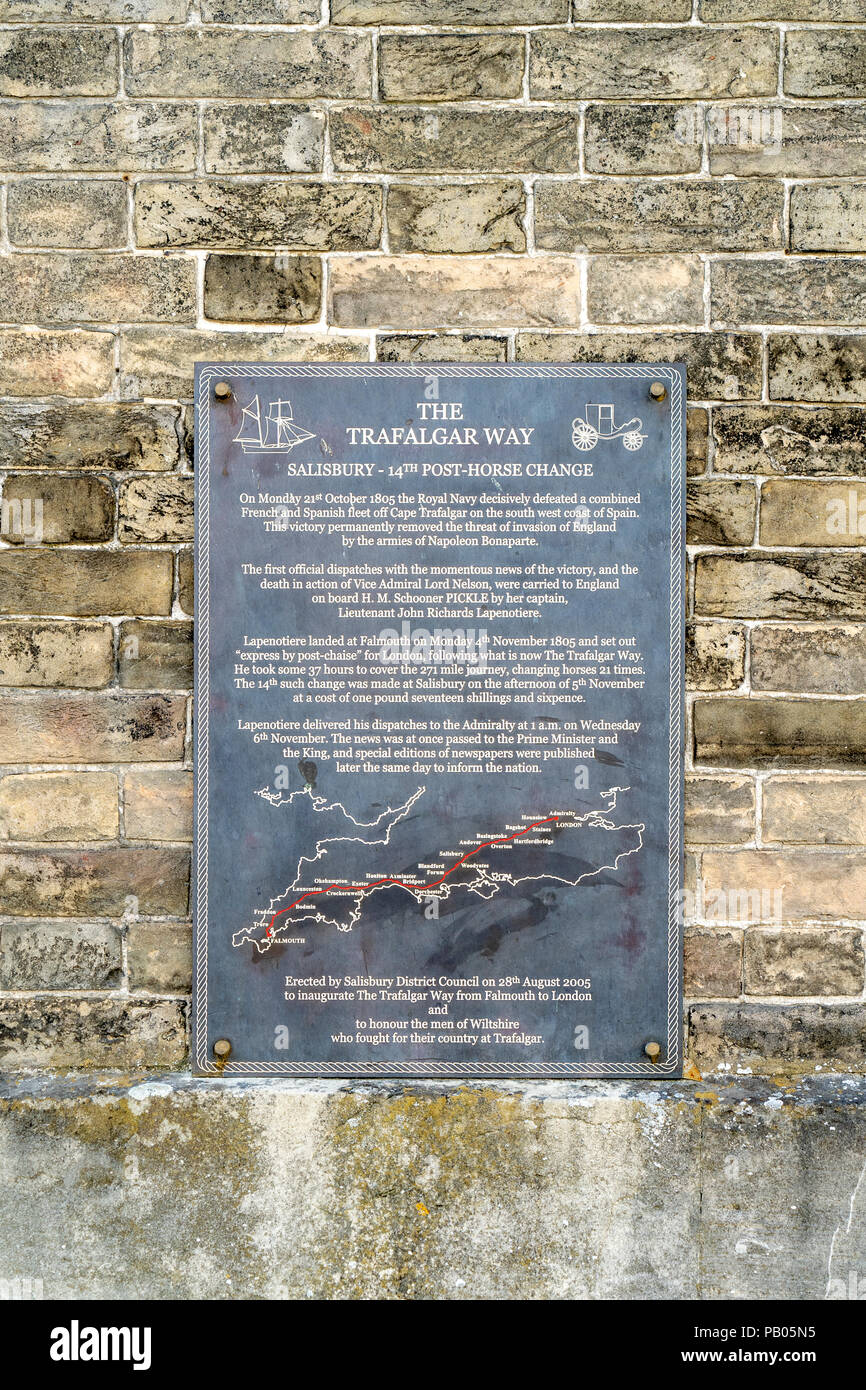 THE
TRAFALGAR WAY
SALISBURY - 14TH POST-HORSE CHANGE
On Monday 21st October 1805 the Royal Navy decisively defeated a combined
French and Spanish fleet off Cape Trafalgar on the south west coast of Spain.
This victory permanently removed the threat of invasion of England
by the armies of Napoleon Bonaparte.
The first official dispatches with the momentous news of the victory, and the
death in action of Vice Admiral Lord Nelson, were carried to England
on board H. M. Schooner PICKLE by her captain,
Lieutenant John Richards Lapenotiere.
Lapenotiere landed at Falmouth on Monday 4th November 1805 and set out
"express by post-chaise" for London, following what is now The Trafalgar Way.
He took some 37 hours to cover the 271 mile journey, changing horses 21 times.
The 14th such change was made at Salisbury on the afternoon of 5th November
at a cost of one pound seventeen shillings and sixpence.
Lapenotiere delivered his dispatches to the Admiralty at 1 a.m. on Wednesday
6th November. The news was at once passed to the Prime Minister and
the King, and special editions of newspapers were published
later the same day to inform the nation.
Hounslow Admiralty
Bagshot Staines LONDON
Basingstoke
Andover Overton Hartfordbridge
Salisbury
Blandford Woodyates
Forum
Honiton Axminster
Okehampton Exeter Bridport
Launceston Crockernwell Dorchester
Bodmin
Fraddon
Truro
FALMOUTH
Erected by Salisbury District Council on 28th August 2005
to inaugurate The Trafalgar Way from Falmouth to London
and
to honour the men of Wiltshire
who fought for their country at Trafalgar.
alamy
alamy
Image ID: PB05N5
www.alamy.com